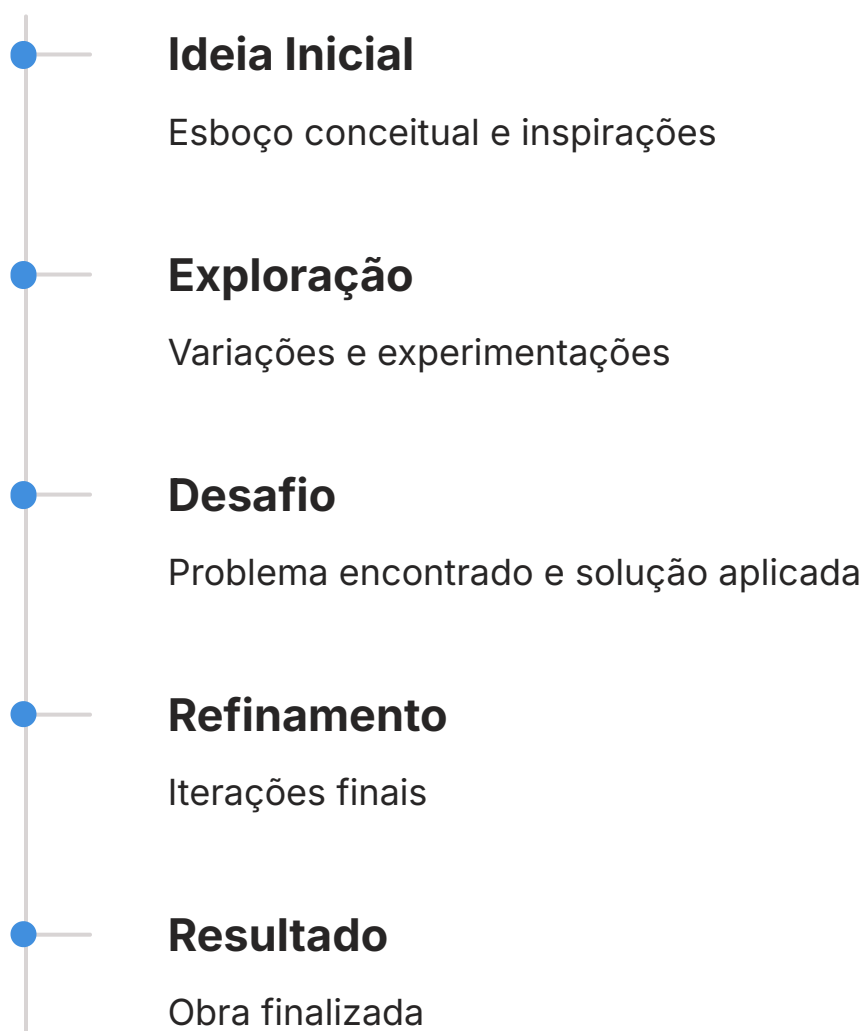 Ideia Inicial
Esboço conceitual e inspirações
Exploração
Variações e experimentações
Desafio
Problema encontrado e solução aplicada
Refinamento
Iterações finais
Resultado
Obra finalizada